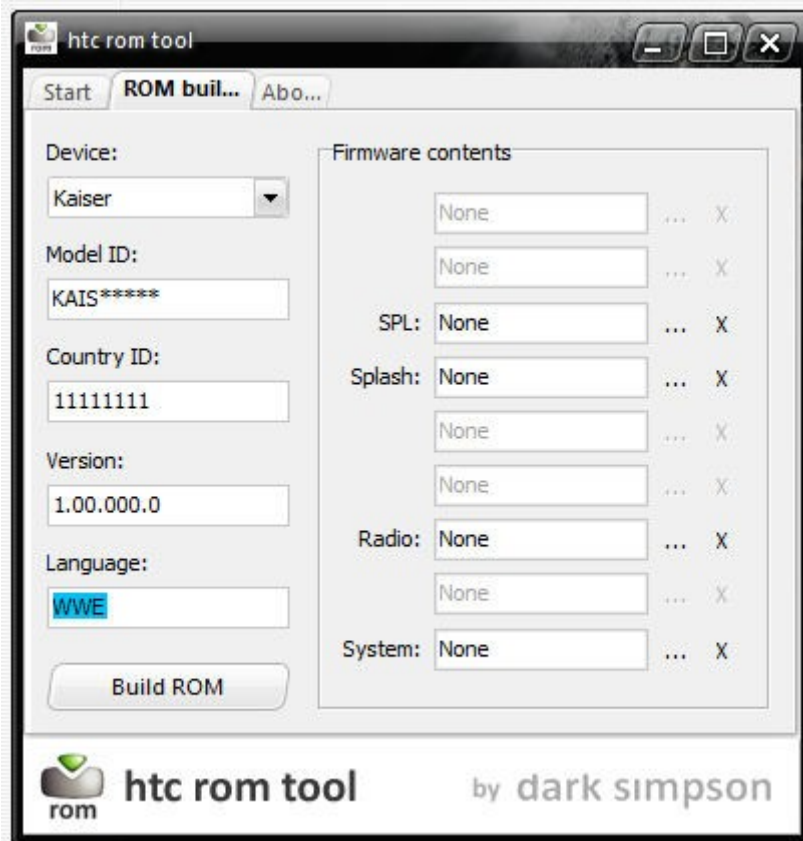 htc rom tool
Start ROM buil... Abo...
Device:
Kaiser
Model ID:
KAIS*****
Country ID:
11111111
Version:
1.00.000.0
Language:
WWE
Build ROM
Firmware contents
None ... X
None ... X
SPL: None ... X
Splash: None ... X
None ... X
None ... X
Radio: None ... X
None ... X
System: None ... X
rom
htc rom tool
by dark sımpson